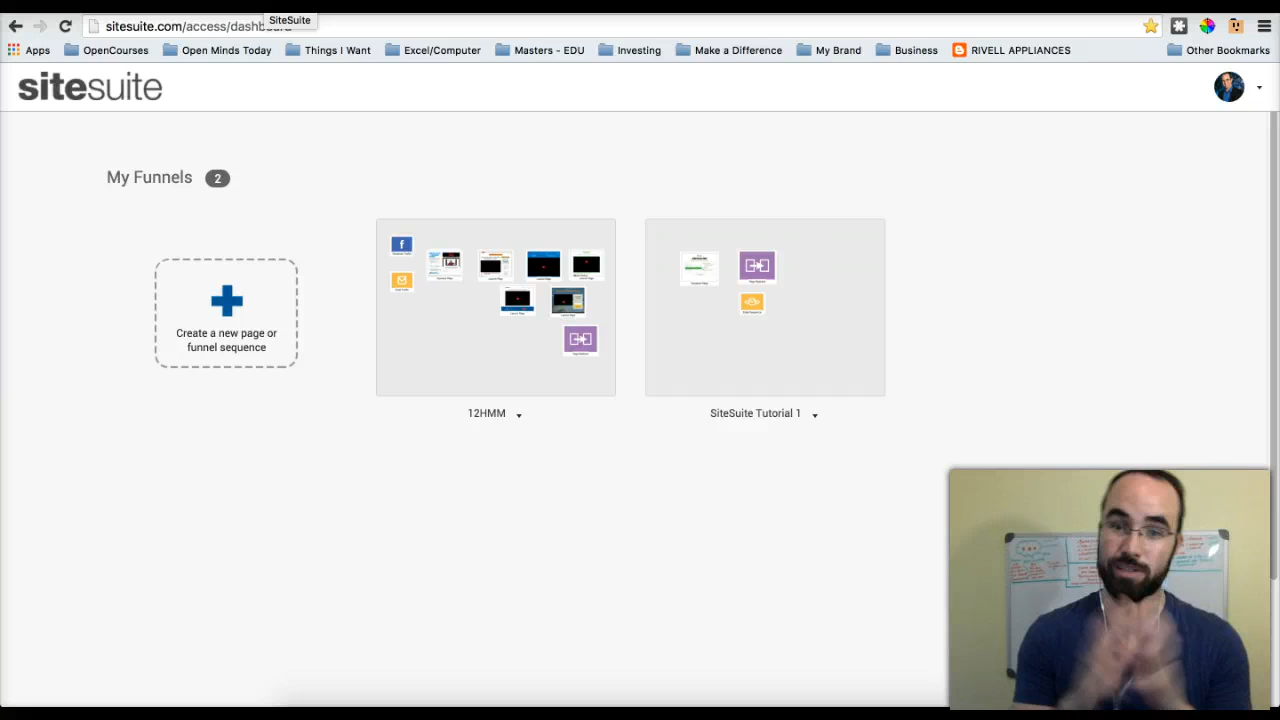 SiteSuite
sitesuite.com/access/dashboard
Apps OpenCourses Open Minds Today Things I Want Excel/Computer Masters - EDU Investing Make a Difference My Brand Business RIVELL APPLIANCES Other Bookmarks
sitesuite
My Funnels 2
Create a new page or
funnel sequence
12HMM
SiteSuite Tutorial 1